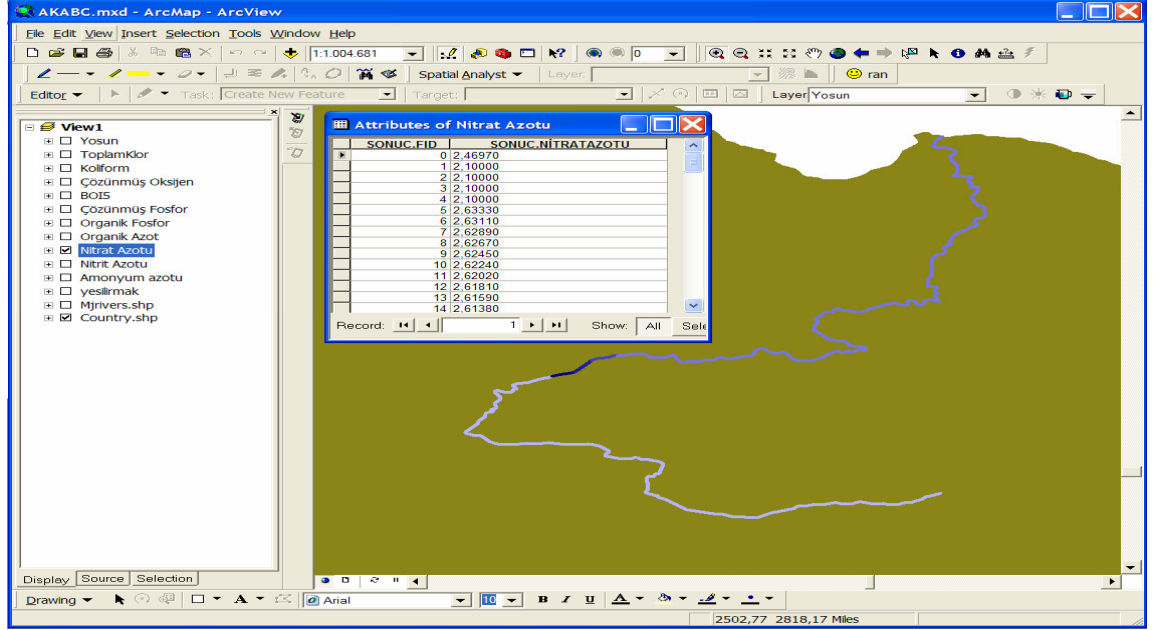 AKABC.mxd - ArcMap - ArcView
File Edit View Insert Selection Tools Window Help
1:1.004.681 0
Spatial Analyst Layer: ran
Editor Task: Create New Feature Target: Layer Yosun
View1
Yosun
ToplamKlor
Koliform
Çözünmüş Oksijen
BOI5
Çözünmüş Fosfor
Organik Fosfor
Organik Azot
Nitrat Azotu
Nitrit Azotu
Amonyum azotu
yesilirmak
Mjrivers.shp
Country.shp
Attributes of Nitrat Azotu
SONUC.FID SONUC.NİTRATAZOTU
0 2,46970
1 2,10000
2 2,10000
3 2,10000
4 2,10000
5 2,63330
6 2,63110
7 2,62890
8 2,62670
9 2,62450
10 2,62240
11 2,62020
12 2,61810
13 2,61590
14 2,61380
Record: 1 Show: All Sele
Display Source Selection
Drawing A Arial 10 B I U A
2502,77 2818,17 Miles